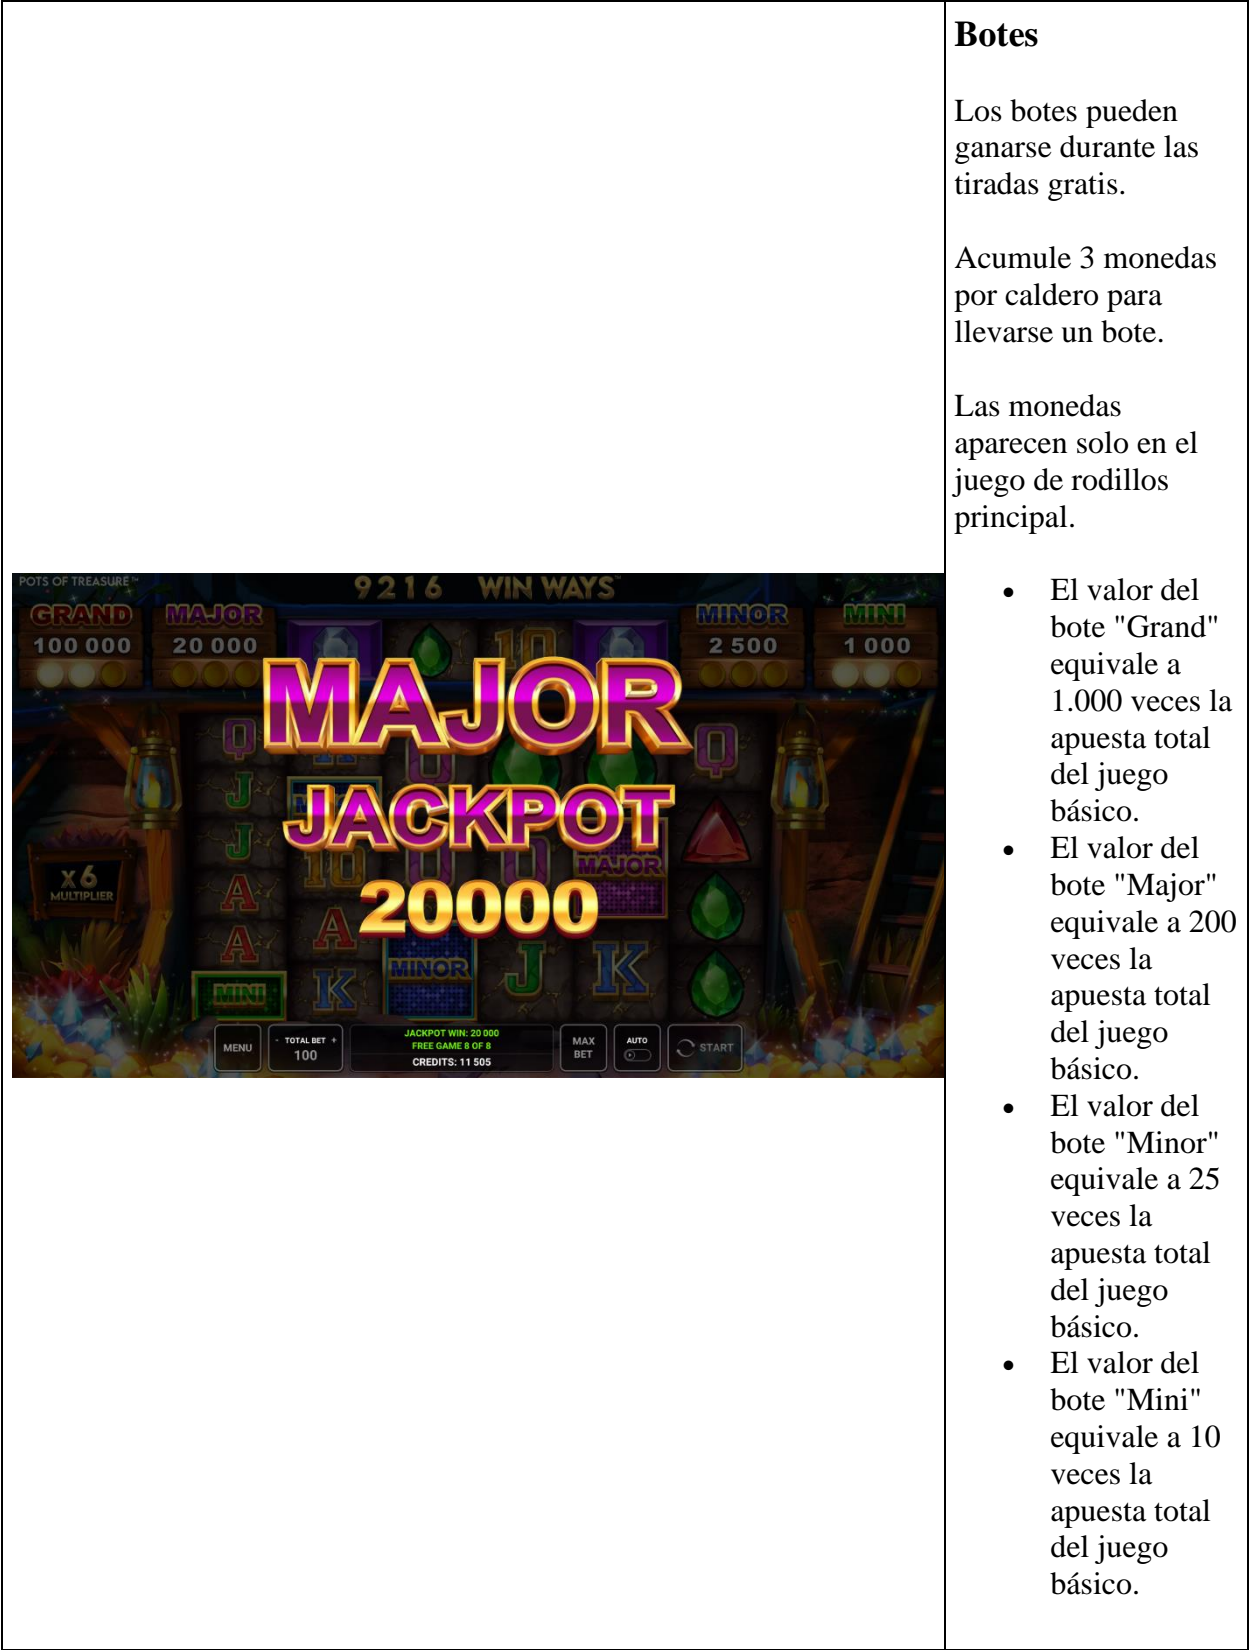 Botes
Los botes pueden
ganarse durante las
tiradas gratis.
Acumule 3 monedas
por caldero para
llevarse un bote.
Las monedas
aparecen solo en el
juego de rodillos
principal.
• El valor del
bote "Grand"
equivale a
1.000 veces la
apuesta total
del juego
básico.
• El valor del
bote "Major"
equivale a 200
veces la
apuesta total
del juego
básico.
• El valor del
bote "Minor"
equivale a 25
veces la
apuesta total
del juego
básico.
• El valor del
bote "Mini"
equivale a 10
veces la
apuesta total
del juego
básico.
POTS OF TREASURE™
9216 WIN WAYS™
GRAND MAJOR MINOR MINI
100 000 20 000 2 500 1 000
10
MAJOR
JACKPOT
20000
Q Q Q
J
J 10 Q Q MAJOR
X6
MULTIPLIER
A
A A MINOR J K
MINI K
MENU - TOTAL BET + 100
JACKPOT WIN: 20 000
FREE GAME 8 OF 8
CREDITS: 11 505
MAX BET AUTO START